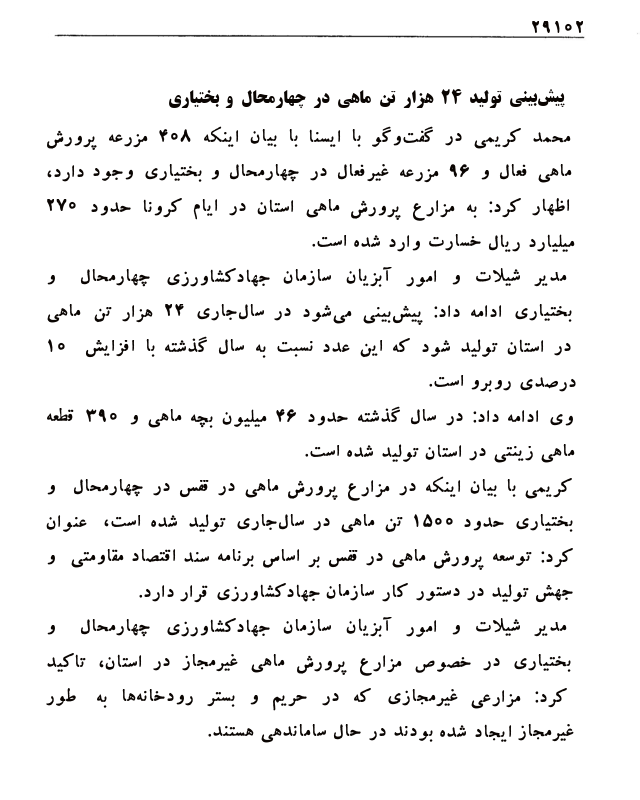 ۲۹۱۰۲
پیش‌بینی تولید ۲۴ هزار تن ماهی در چهارمحال و بختیاری
محمد کریمی در گفت‌وگو با ایسنا با بیان اینکه ۴۰۸ مزرعه پرورش
ماهی فعال و ۹۶ مزرعه غیرفعال در چهارمحال و بختیاری وجود دارد،
اظهار کرد: به مزارع پرورش ماهی استان در ایام کرونا حدود ۲۷۰
میلیارد ریال خسارت وارد شده است.
مدیر شیلات و امور آبزیان سازمان جهادکشاورزی چهارمحال و
بختیاری ادامه داد: پیش‌بینی می‌شود در سال‌جاری ۲۴ هزار تن ماهی
در استان تولید شود که این عدد نسبت به سال گذشته با افزایش ۱۰
درصدی روبرو است.
وی ادامه داد: در سال گذشته حدود ۴۶ میلیون بچه ماهی و ۳۹۰ قطعه
ماهی زینتی در استان تولید شده است.
کریمی با بیان اینکه در مزارع پرورش ماهی در قفس در چهارمحال و
بختیاری حدود ۱۵۰۰ تن ماهی در سال‌جاری تولید شده است، عنوان
کرد: توسعه پرورش ماهی در قفس بر اساس برنامه سند اقتصاد مقاومتی و
جهش تولید در دستور کار سازمان جهادکشاورزی قرار دارد.
مدیر شیلات و امور آبزیان سازمان جهادکشاورزی چهارمحال و
بختیاری در خصوص مزارع پرورش ماهی غیرمجاز در استان، تاکید
کرد: مزارعی غیرمجازی که در حریم و بستر رودخانه‌ها به طور
غیرمجاز ایجاد شده بودند در حال ساماندهی هستند.